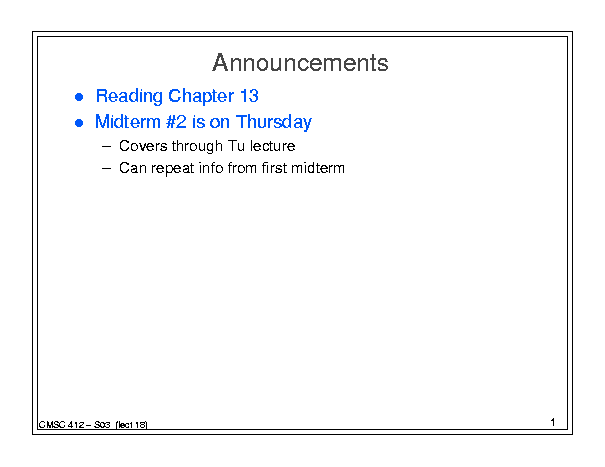 Announcements
● Reading Chapter 13
● Midterm #2 is on Thursday
– Covers through Tu lecture
– Can repeat info from first midterm
CMSC 412 – S03 (lect 18)
1